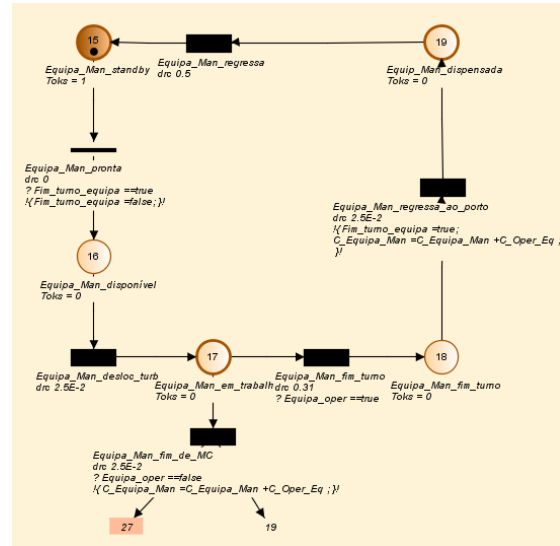 15
19
Equipa_Man_regressa
drc 0.5
Equipa_Man_standby
Toks = 1
Equip_Man_dispensada
Toks = 0
Equipa_Man_pronta
drc 0
? Fim_turno_equipa ==true
!{ Fim_turno_equipa =false; }!
Equipa_Man_regressa_ao_porto
drc 2.5E-2
!{ Fim_turno_equipa =true;
C_Equipa_Man =C_Equipa_Man +C_Oper_Eq ;
}!
16
Equipa_Man_disponível
Toks = 0
17
18
Equipa_Man_desloc_turb
drc 2.5E-2
Equipa_Man_em_trabalh
Toks = 0
Equipa_Man_fim_turno
drc 0.31
? Equipa_oper ==true
Equipa_Man_fim_turno
Toks = 0
Equipa_Man_fim_de_MC
drc 2.5E-2
? Equipa_oper ==false
!{ C_Equipa_Man =C_Equipa_Man +C_Oper_Eq ; }!
27
19